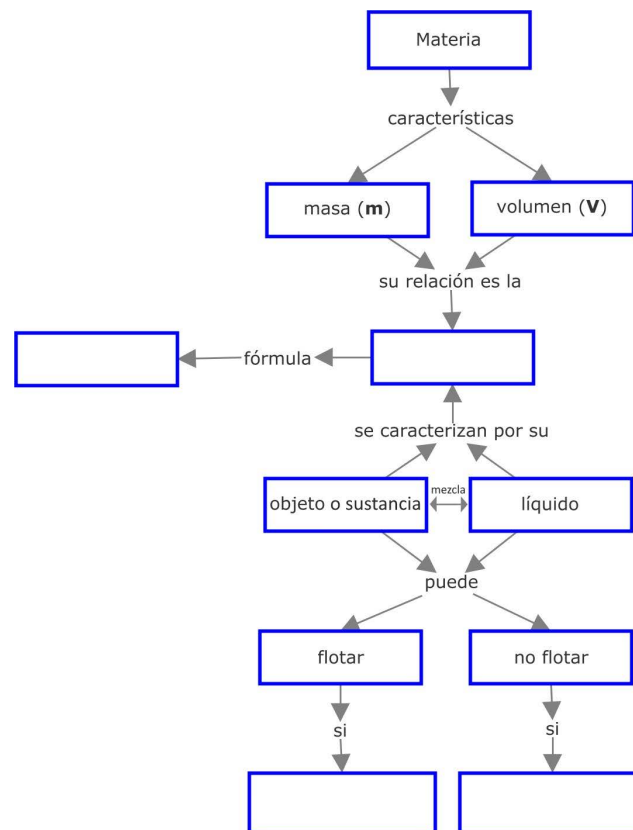 Materia
características
masa (m)
volumen (V)
su relación es la
fórmula
se caracterizan por su
objeto o sustancia
mezcla
líquido
puede
flotar
no flotar
si
si